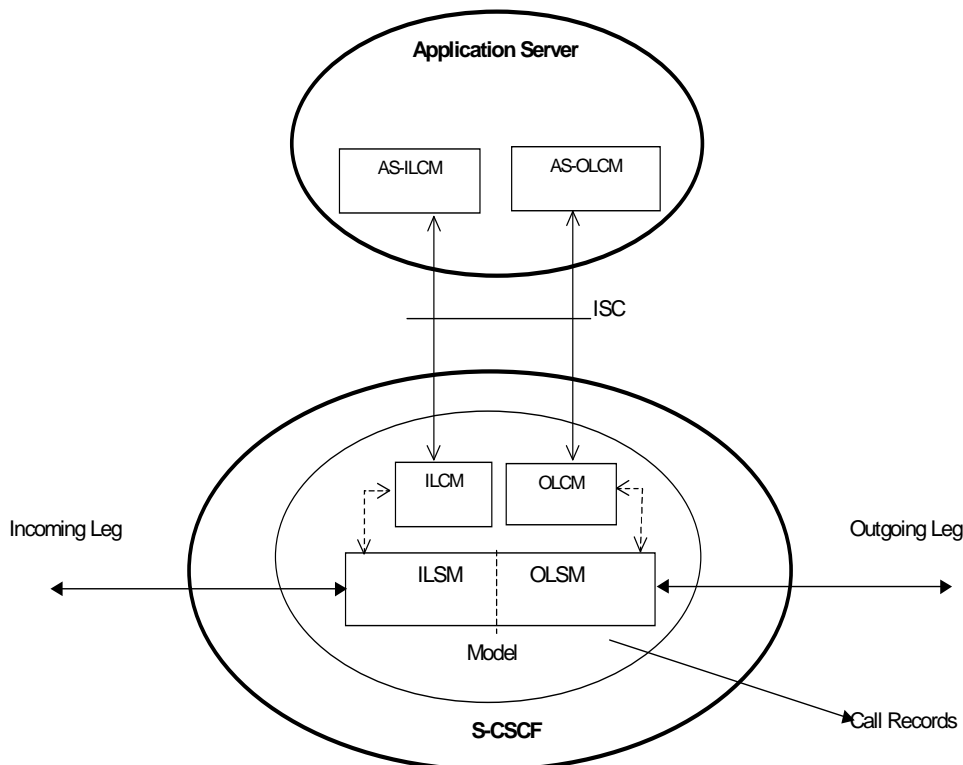 Application Server
AS-ILCM
AS-OLCM
ISC
ILCM
OLCM
Incoming Leg
Outgoing Leg
ILSM
OLSM
Model
Call Records
S-CSCF